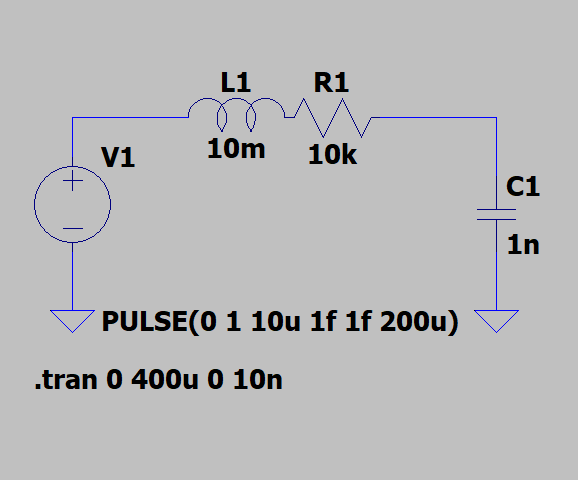 L1
R1
10m
10k
V1
C1
1n
PULSE(0 1 10u 1f 1f 200u)
.tran 0 400u 0 10n